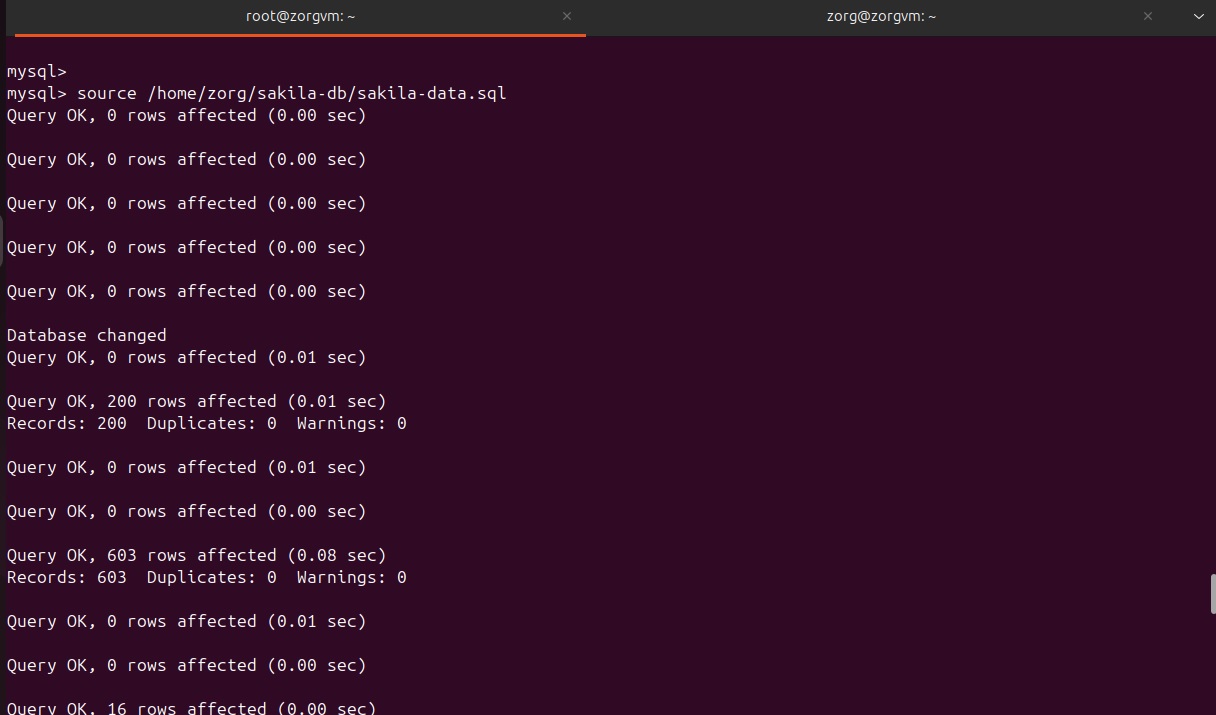 root@zorgvm: ~
zorg@zorgvm: ~
mysql>
mysql> source /home/zorg/sakila-db/sakila-data.sql
Query OK, 0 rows affected (0.00 sec)
Query OK, 0 rows affected (0.00 sec)
Query OK, 0 rows affected (0.00 sec)
Query OK, 0 rows affected (0.00 sec)
Query OK, 0 rows affected (0.00 sec)
Database changed
Query OK, 0 rows affected (0.01 sec)
Query OK, 200 rows affected (0.01 sec)
Records: 200  Duplicates: 0  Warnings: 0
Query OK, 0 rows affected (0.01 sec)
Query OK, 0 rows affected (0.00 sec)
Query OK, 603 rows affected (0.08 sec)
Records: 603  Duplicates: 0  Warnings: 0
Query OK, 0 rows affected (0.01 sec)
Query OK, 0 rows affected (0.00 sec)
Query OK, 16 rows affected (0.00 sec)